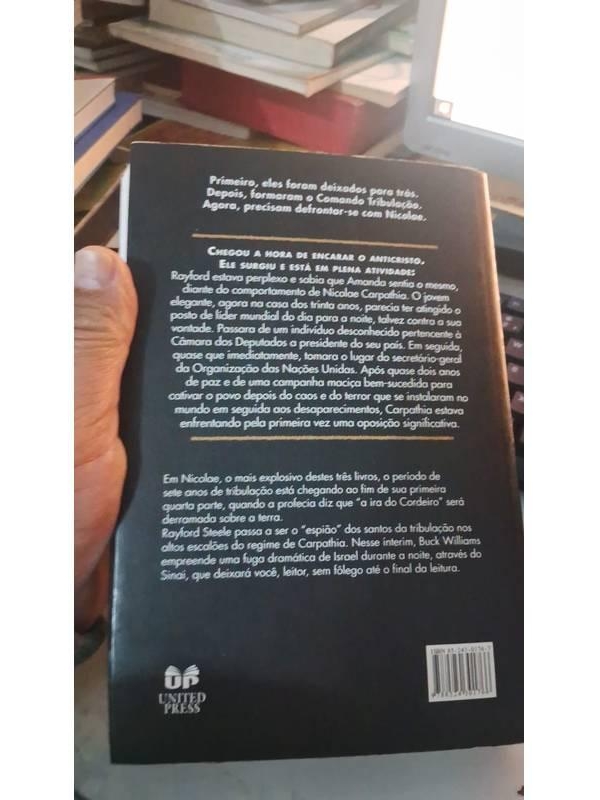 Primeiro, eles foram deixados para trás.
Depois, formaram o Comando Tribulação.
Agora, precisam defrontar-se com Nicolae.
CHEGOU A HORA DE ENCARAR O ANTICRISTO,
ELE SURGIU E ESTÁ EM PLENA ATIVIDADE:
Rayford estava perplexo e sabia que Amanda sentia o mesmo,
diante do comportamento de Nicolae Carpathia. O jovem
elegante, agora na casa dos trinta anos, parecia ter atingido o
posto de líder mundial do dia para a noite, talvez contra a sua
vontade. Passara de um indivíduo desconhecido pertencente à
Câmara dos Deputados a presidente do seu país. Em seguida,
quase que imediatamente, tomara o lugar do secretário-geral
da Organização das Nações Unidas. Após quase dois anos
de paz e de uma campanha maciça bem-sucedida para
cativar o povo depois do caos e do terror que se instalaram no
mundo em seguida aos desaparecimentos, Carpathia estava
enfrentando pela primeira vez uma oposição significativa.
Em Nicolae, o mais explosivo destes três livros, o período de
sete anos de tribulação está chegando ao fim de sua primeira
quarta parte, quando a profecia diz que "a ira do Cordeiro" será
derramada sobre a terra.
Rayford Steele passa a ser o "espião" dos santos da tribulação nos
altos escalões do regime de Carpathia. Nesse ínterim, Buck Williams
empreende uma fuga dramática de Israel durante a noite, através do
Sinai, que deixará você, leitor, sem fôlego até o final da leitura.
UP
UNITED
PRESS
ISBN